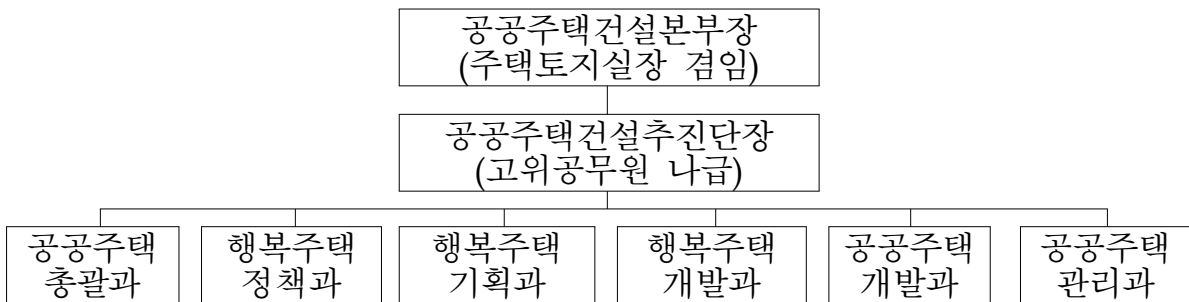 공공주택건설본부장
(주택토지실장 겸임)
공공주택건설추진단장
(고위공무원 나급)
공공주택
총괄과
행복주택
정책과
행복주택
기획과
행복주택
개발과
공공주택
개발과
공공주택
관리과